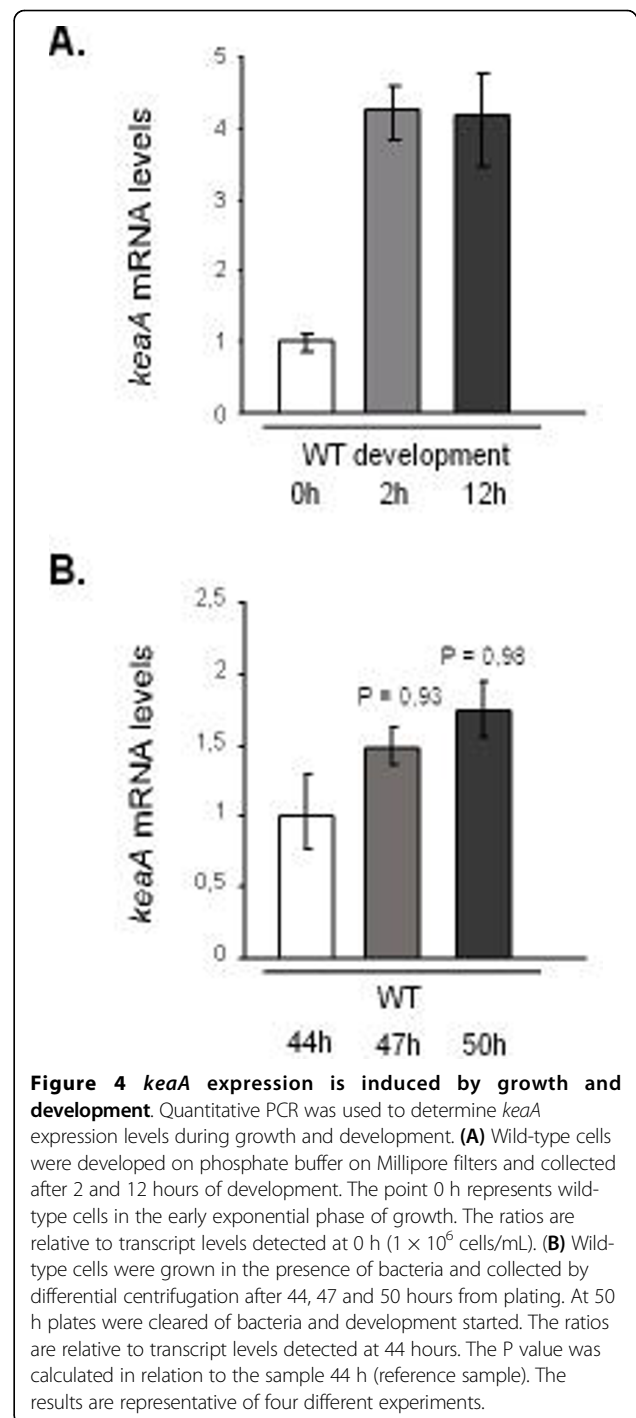 A.
5
4
3
2
1
0
keaA mRNA levels
WT development
0h 2h 12h
B.
2,5
2
1,5
1
0,5
0
keaA mRNA levels
P = 0,93
P = 0,98
WT
44h 47h 50h
Figure 4 keaA expression is induced by growth and
development. Quantitative PCR was used to determine keaA
expression levels during growth and development. (A) Wild-type cells
were developed on phosphate buffer on Millipore filters and collected
after 2 and 12 hours of development. The point 0 h represents wild-
type cells in the early exponential phase of growth. The ratios are
relative to transcript levels detected at 0 h (1 × 10⁶ cells/mL). (B) Wild-
type cells were grown in the presence of bacteria and collected by
differential centrifugation after 44, 47 and 50 hours from plating. At 50
h plates were cleared of bacteria and development started. The ratios
are relative to transcript levels detected at 44 hours. The P value was
calculated in relation to the sample 44 h (reference sample). The
results are representative of four different experiments.